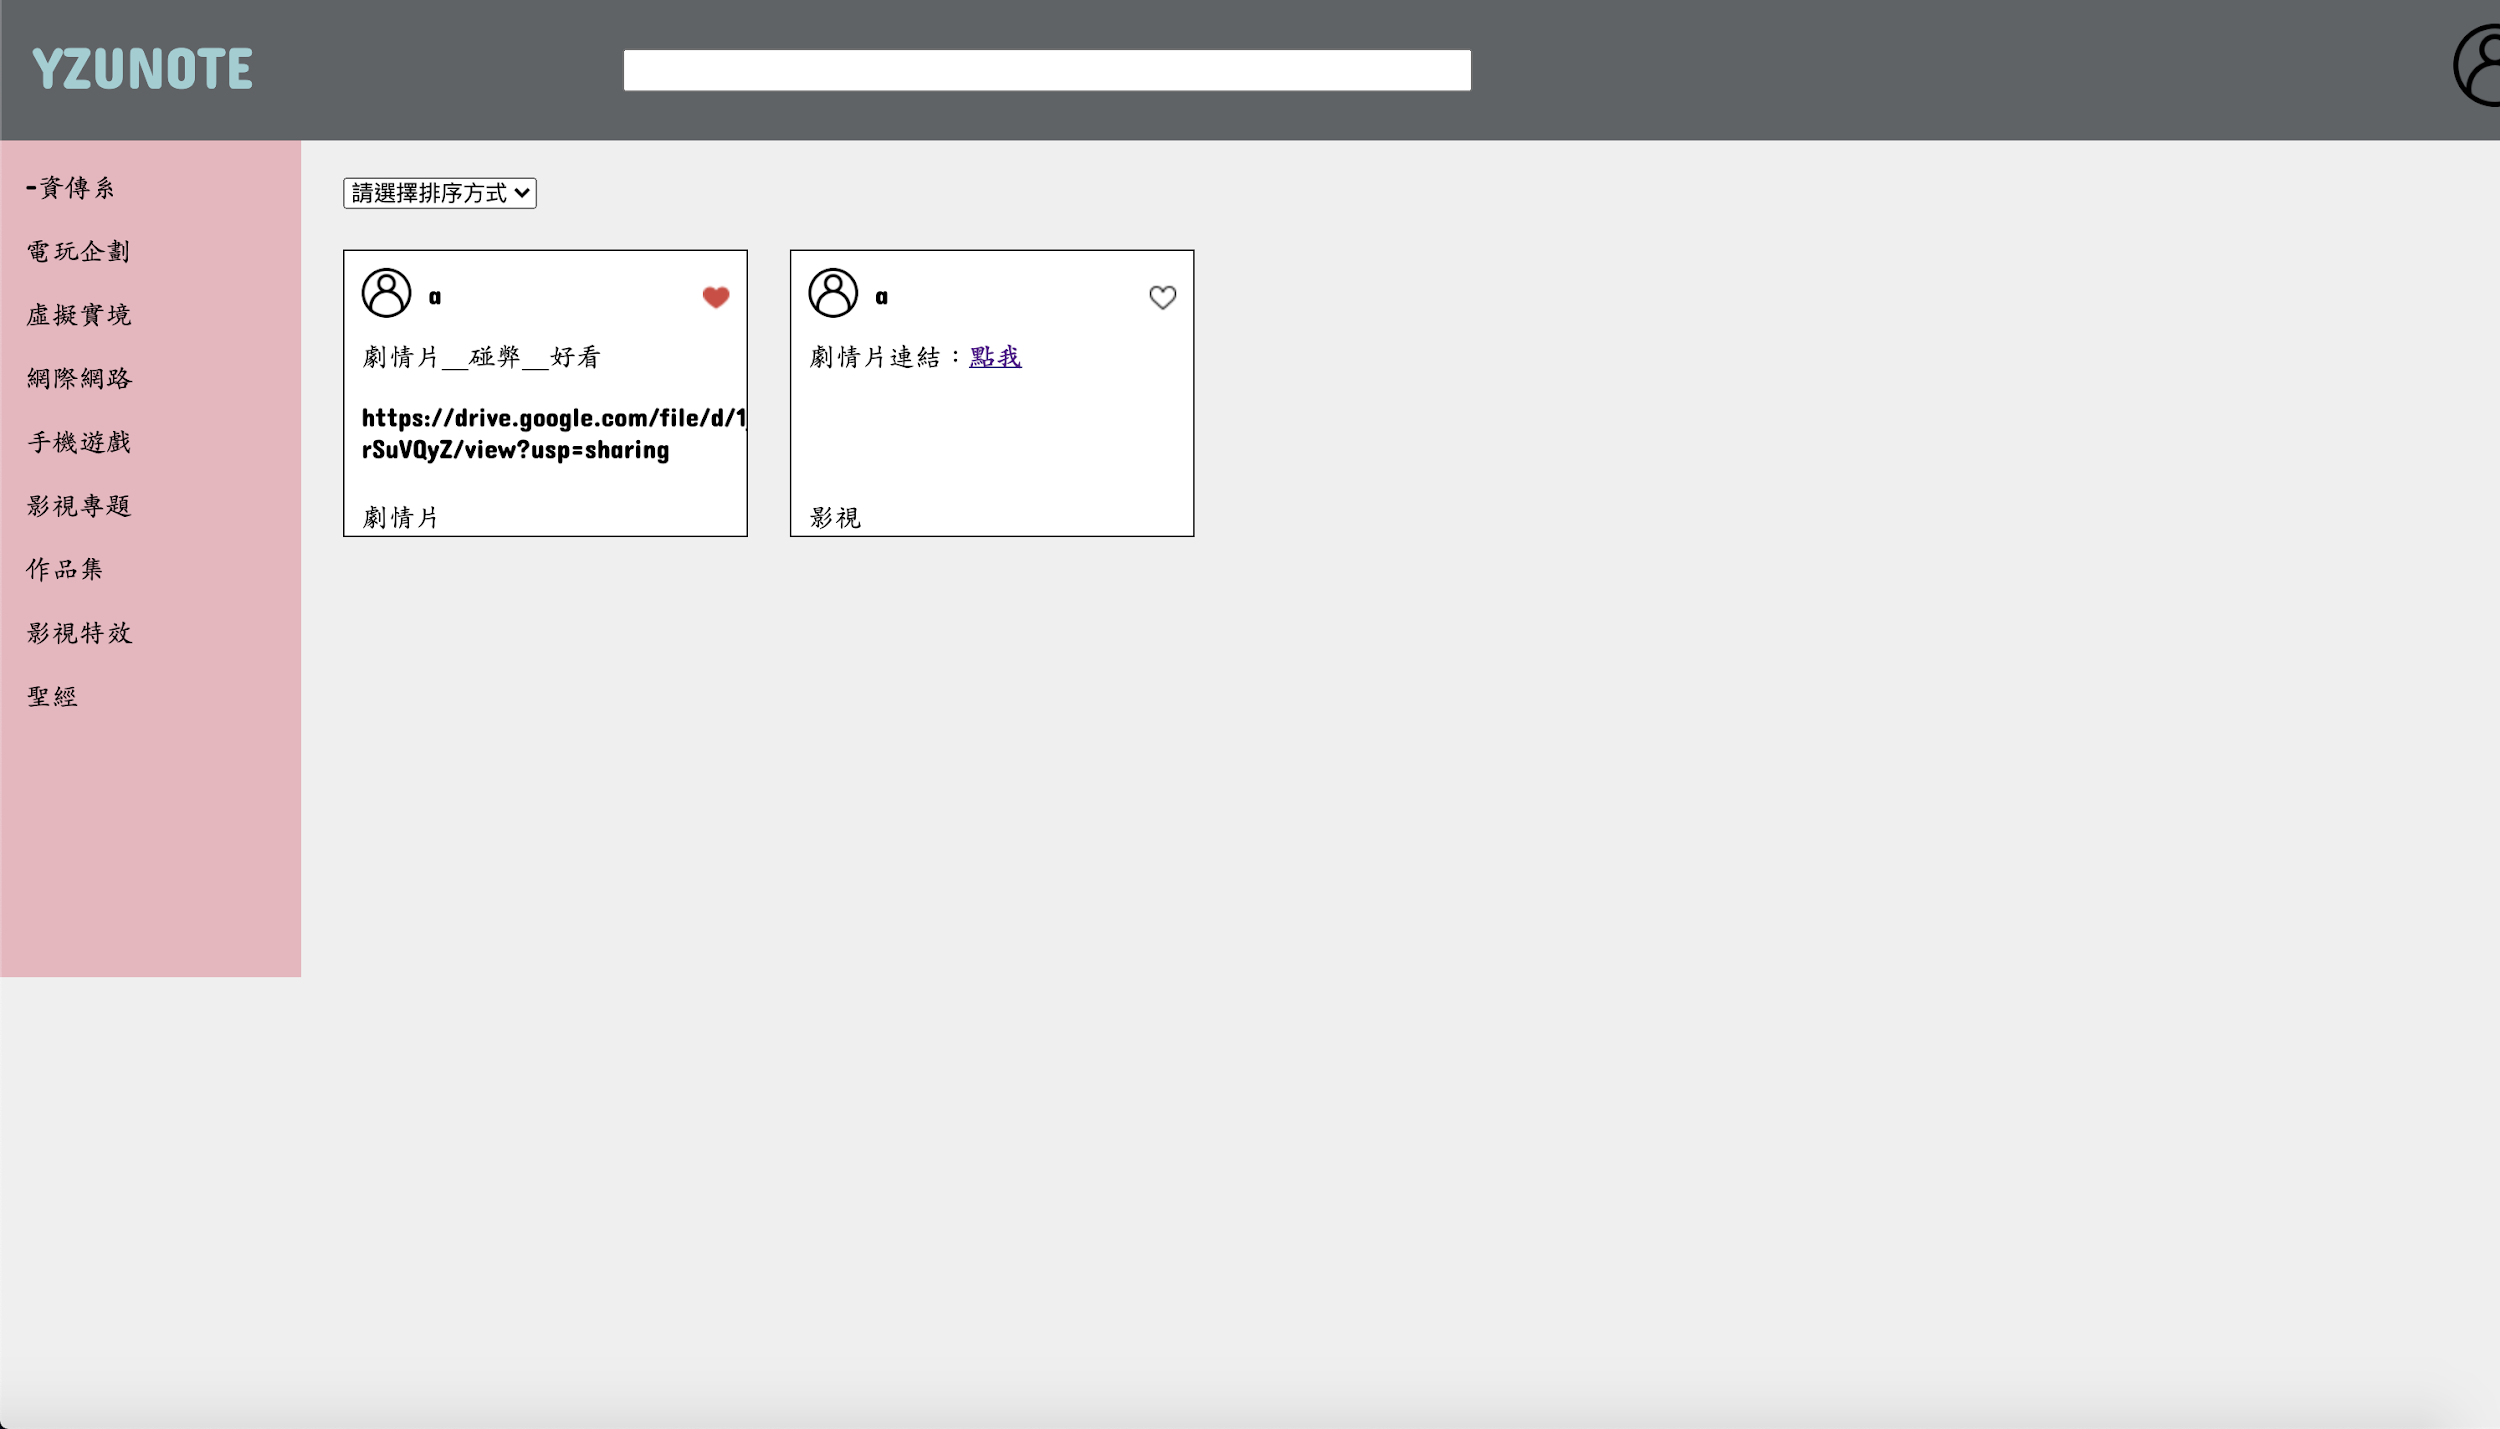 YZUNOTE
-資傳系
電玩企劃
虛擬實境
網際網路
手機遊戲
影視專題
作品集
影視特效
聖經
請選擇排序方式
a
劇情片__碰弊__好看
https://drive.google.com/file/d/1
rSuVQyZ/view?usp=sharing
劇情片
a
劇情片連結：點我
影視